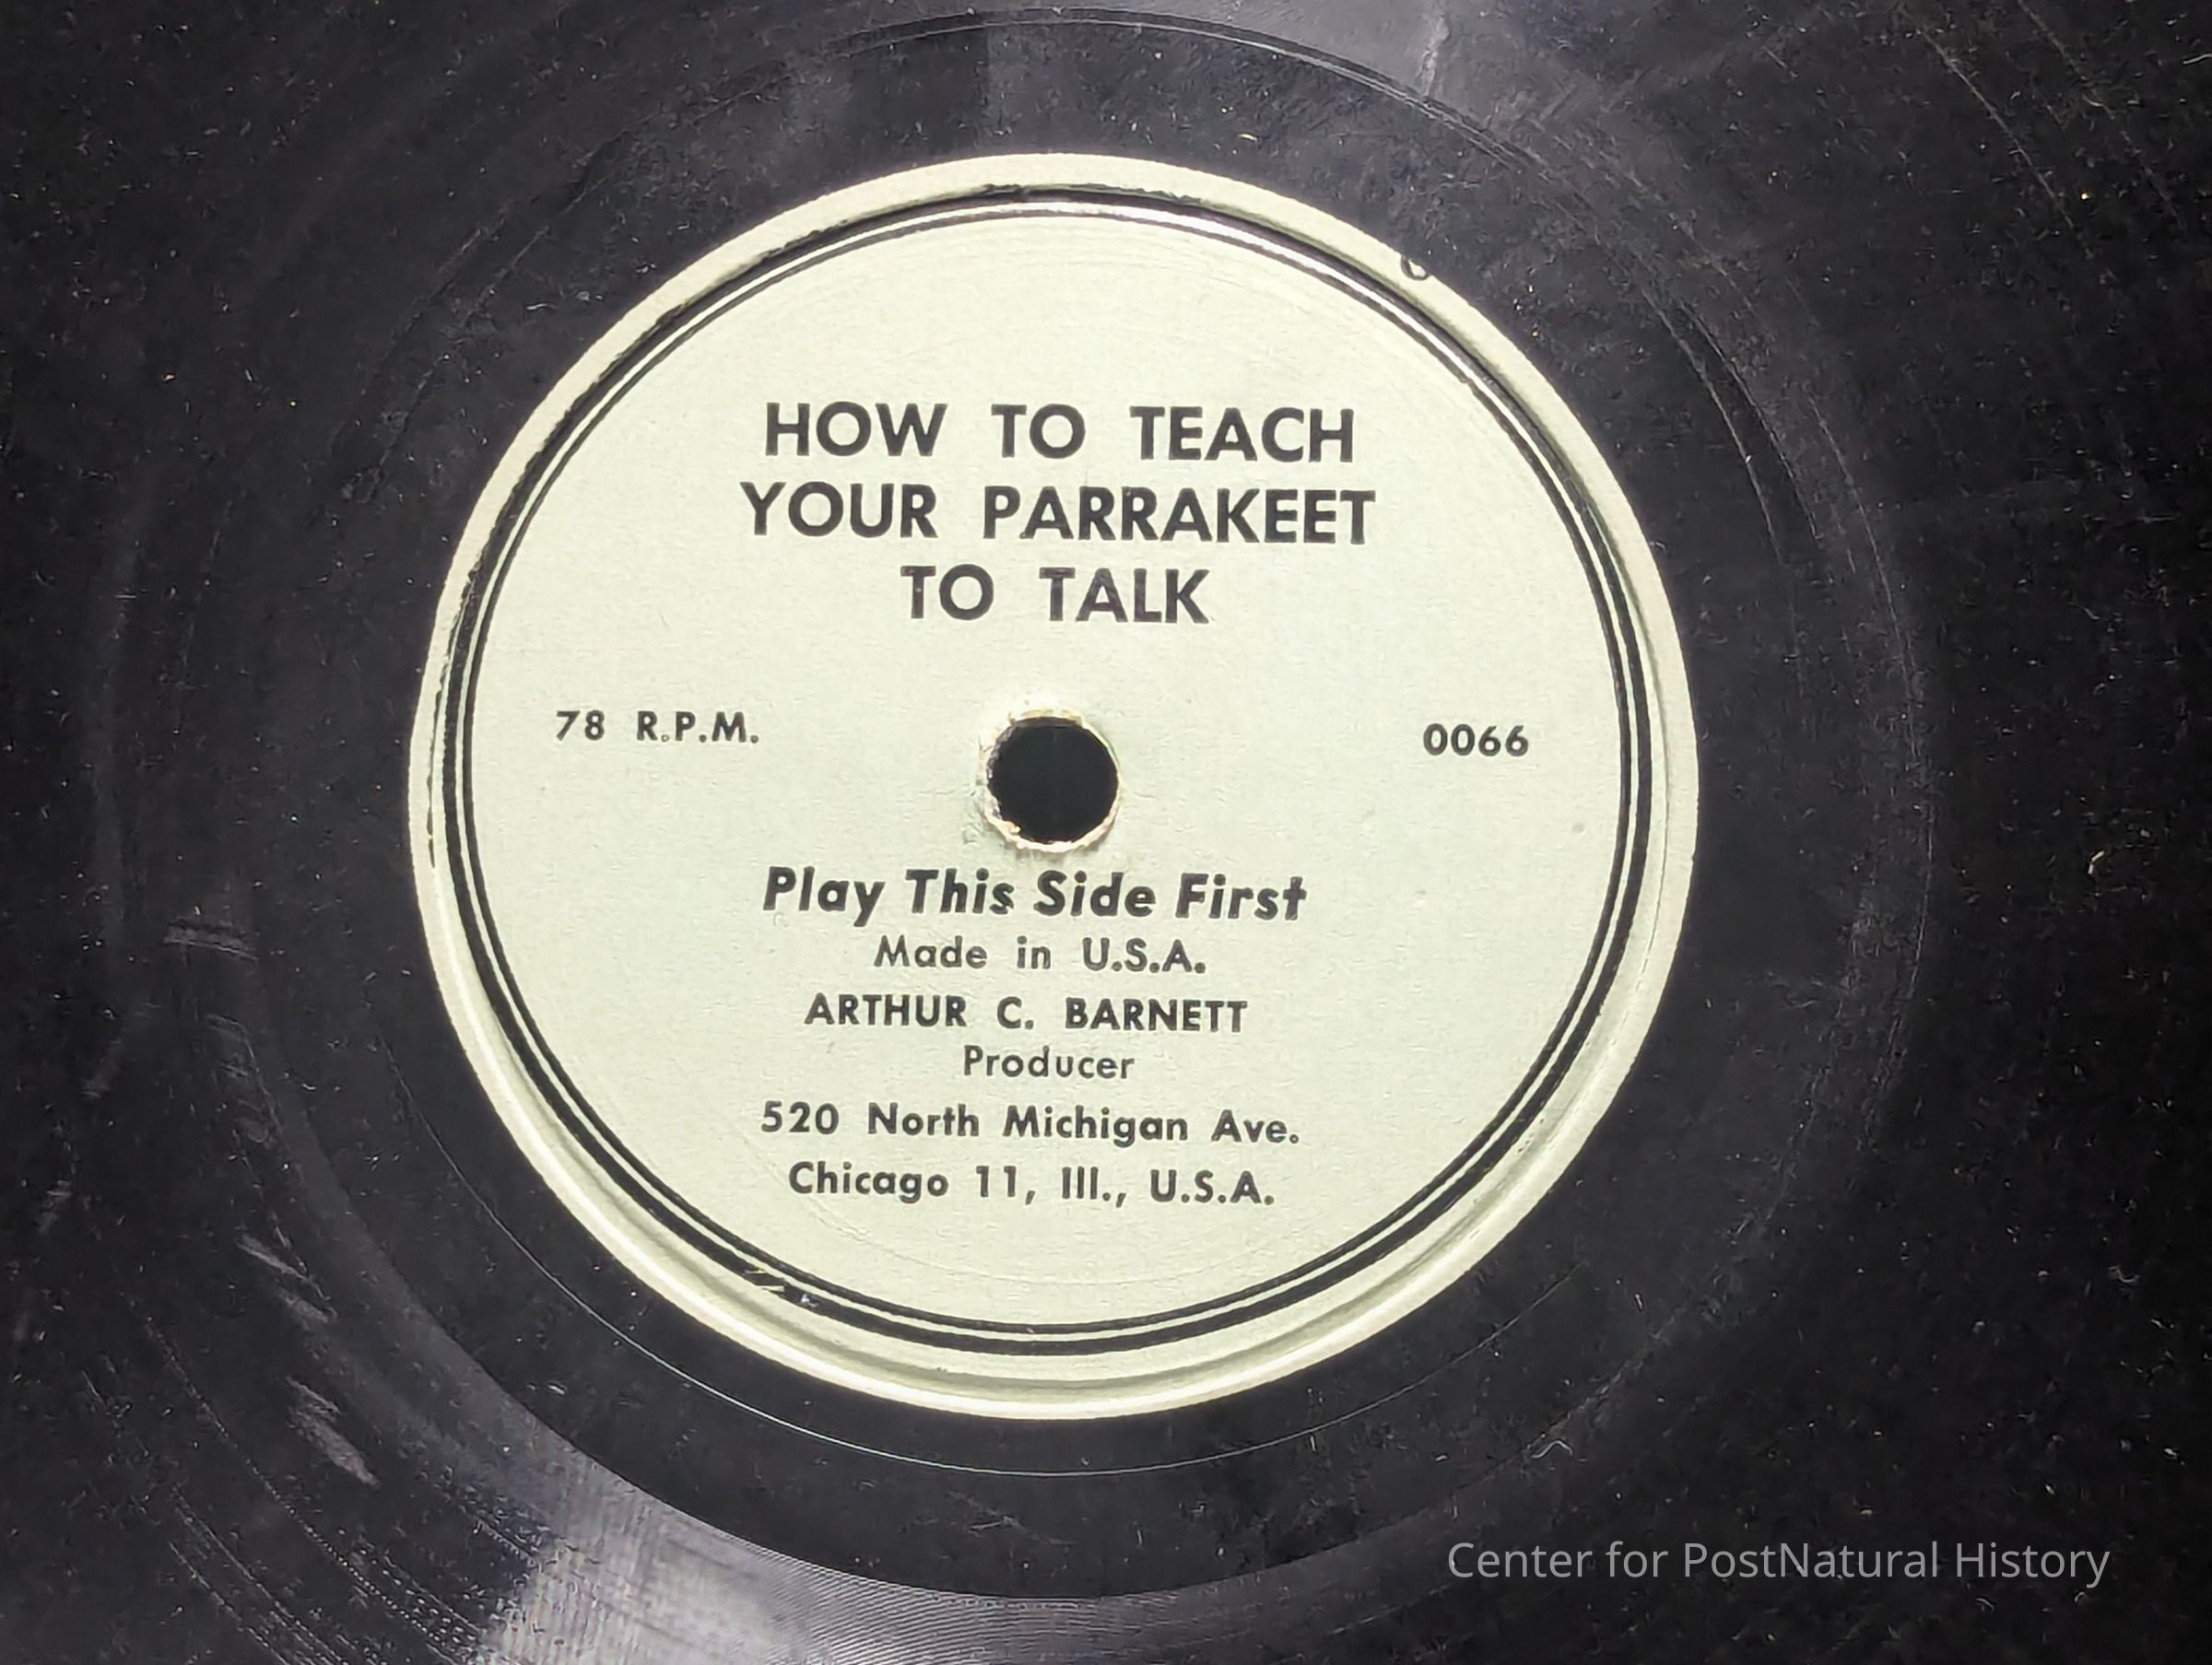 HOW TO TEACH
YOUR PARRAKEET
TO TALK
78 R.P.M. 0066
Play This Side First
Made in U.S.A.
ARTHUR C. BARNETT
Producer
520 North Michigan Ave.
Chicago 11, Ill., U.S.A.
Center for PostNatural History